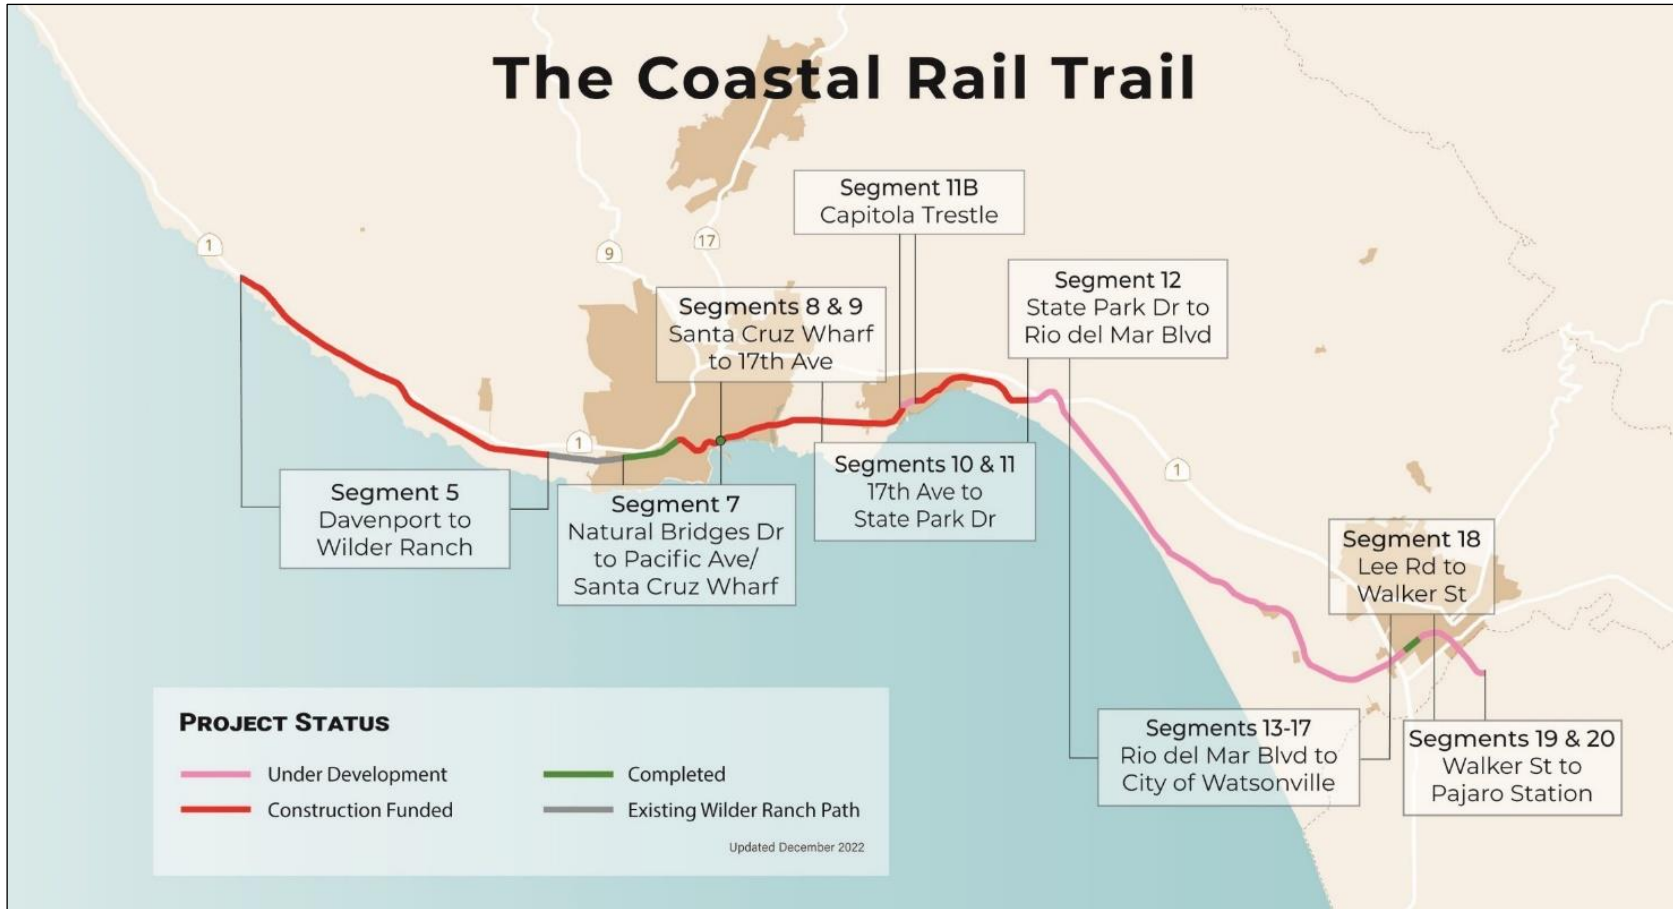 The Coastal Rail Trail
Segment 11B
Capitola Trestle
1
9
17
Segment 12
State Park Dr to
Rio del Mar Blvd
Segments 8 & 9
Santa Cruz Wharf
to 17th Ave
1
Segments 10 & 11
17th Ave to
State Park Dr
1
Segment 5
Davenport to
Wilder Ranch
Segment 7
Natural Bridges Dr
to Pacific Ave/
Santa Cruz Wharf
Segment 18
Lee Rd to
Walker St
Segments 13-17
Rio del Mar Blvd to
City of Watsonville
Segments 19 & 20
Walker St to
Pajaro Station
PROJECT STATUS
Under Development
Completed
Construction Funded
Existing Wilder Ranch Path
Updated December 2022